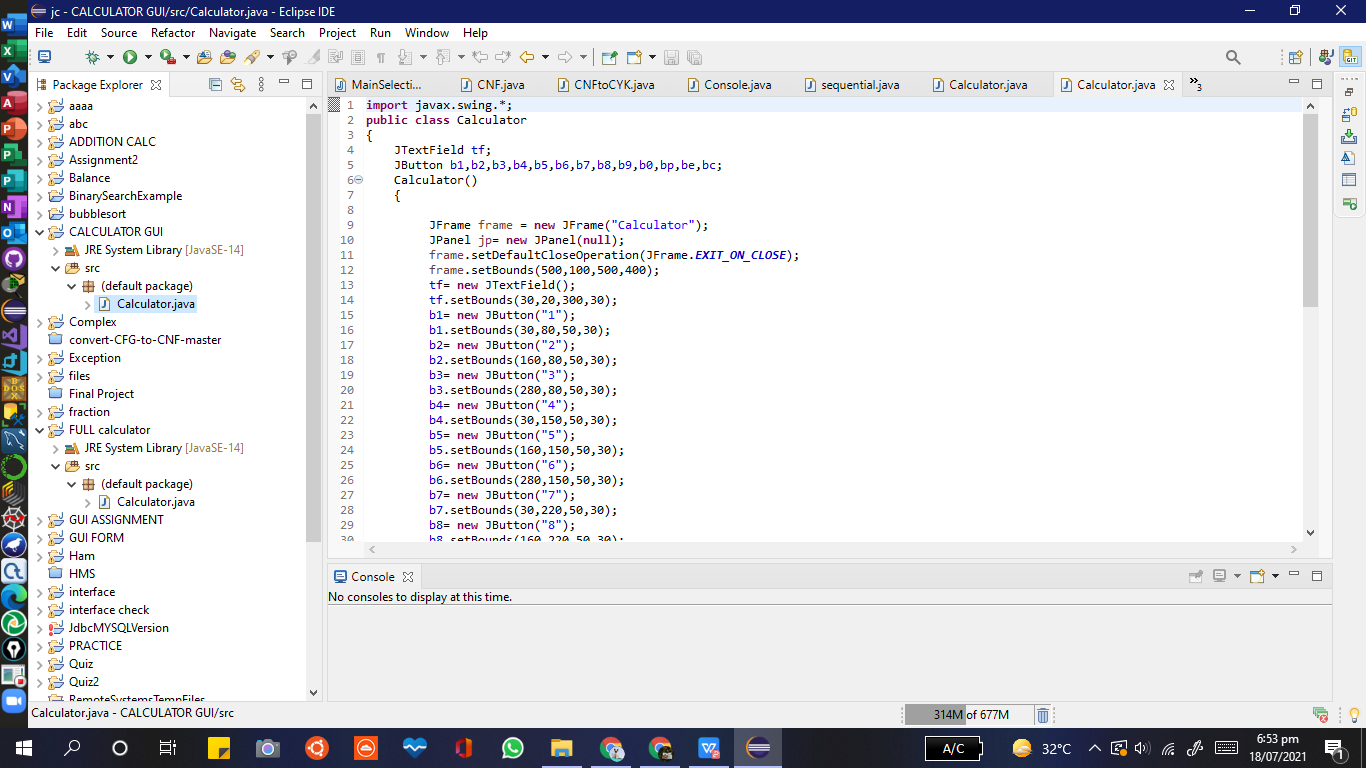 jc - CALCULATOR GUI/src/Calculator.java - Eclipse IDE
File Edit Source Refactor Navigate Search Project Run Window Help
Package Explorer
aaaa
abc
ADDITION CALC
Assignment2
Balance
BinarySearchExample
bubblesort
CALCULATOR GUI
JRE System Library [JavaSE-14]
src
(default package)
Calculator.java
Complex
convert-CFG-to-CNF-master
Exception
files
Final Project
fraction
FULL calculator
JRE System Library [JavaSE-14]
src
(default package)
Calculator.java
GUI ASSIGNMENT
GUI FORM
Ham
HMS
interface
interface check
JdbcMYSQLVersion
PRACTICE
Quiz
Quiz2
RemoteSystemsTempFiles
MainSelecti... CNF.java CNFtoCYK.java Console.java sequential.java Calculator.java Calculator.java »3
1 import javax.swing.*;
2 public class Calculator
3 {
4 JTextField tf;
5 JButton b1,b2,b3,b4,b5,b6,b7,b8,b9,b0,bp,be,bc;
6 Calculator()
7 {
8
9 JFrame frame = new JFrame("Calculator");
10 JPanel jp= new JPanel(null);
11 frame.setDefaultCloseOperation(JFrame.EXIT_ON_CLOSE);
12 frame.setBounds(500,100,500,400);
13 tf= new JTextField();
14 tf.setBounds(30,20,300,30);
15 b1= new JButton("1");
16 b1.setBounds(30,80,50,30);
17 b2= new JButton("2");
18 b2.setBounds(160,80,50,30);
19 b3= new JButton("3");
20 b3.setBounds(280,80,50,30);
21 b4= new JButton("4");
22 b4.setBounds(30,150,50,30);
23 b5= new JButton("5");
24 b5.setBounds(160,150,50,30);
25 b6= new JButton("6");
26 b6.setBounds(280,150,50,30);
27 b7= new JButton("7");
28 b7.setBounds(30,220,50,30);
29 b8= new JButton("8");
30 b8.setBounds(160,220,50,30);
Console
No consoles to display at this time.
Calculator.java - CALCULATOR GUI/src
314M of 677M
A/C
32°C
6:53 pm
18/07/2021
1